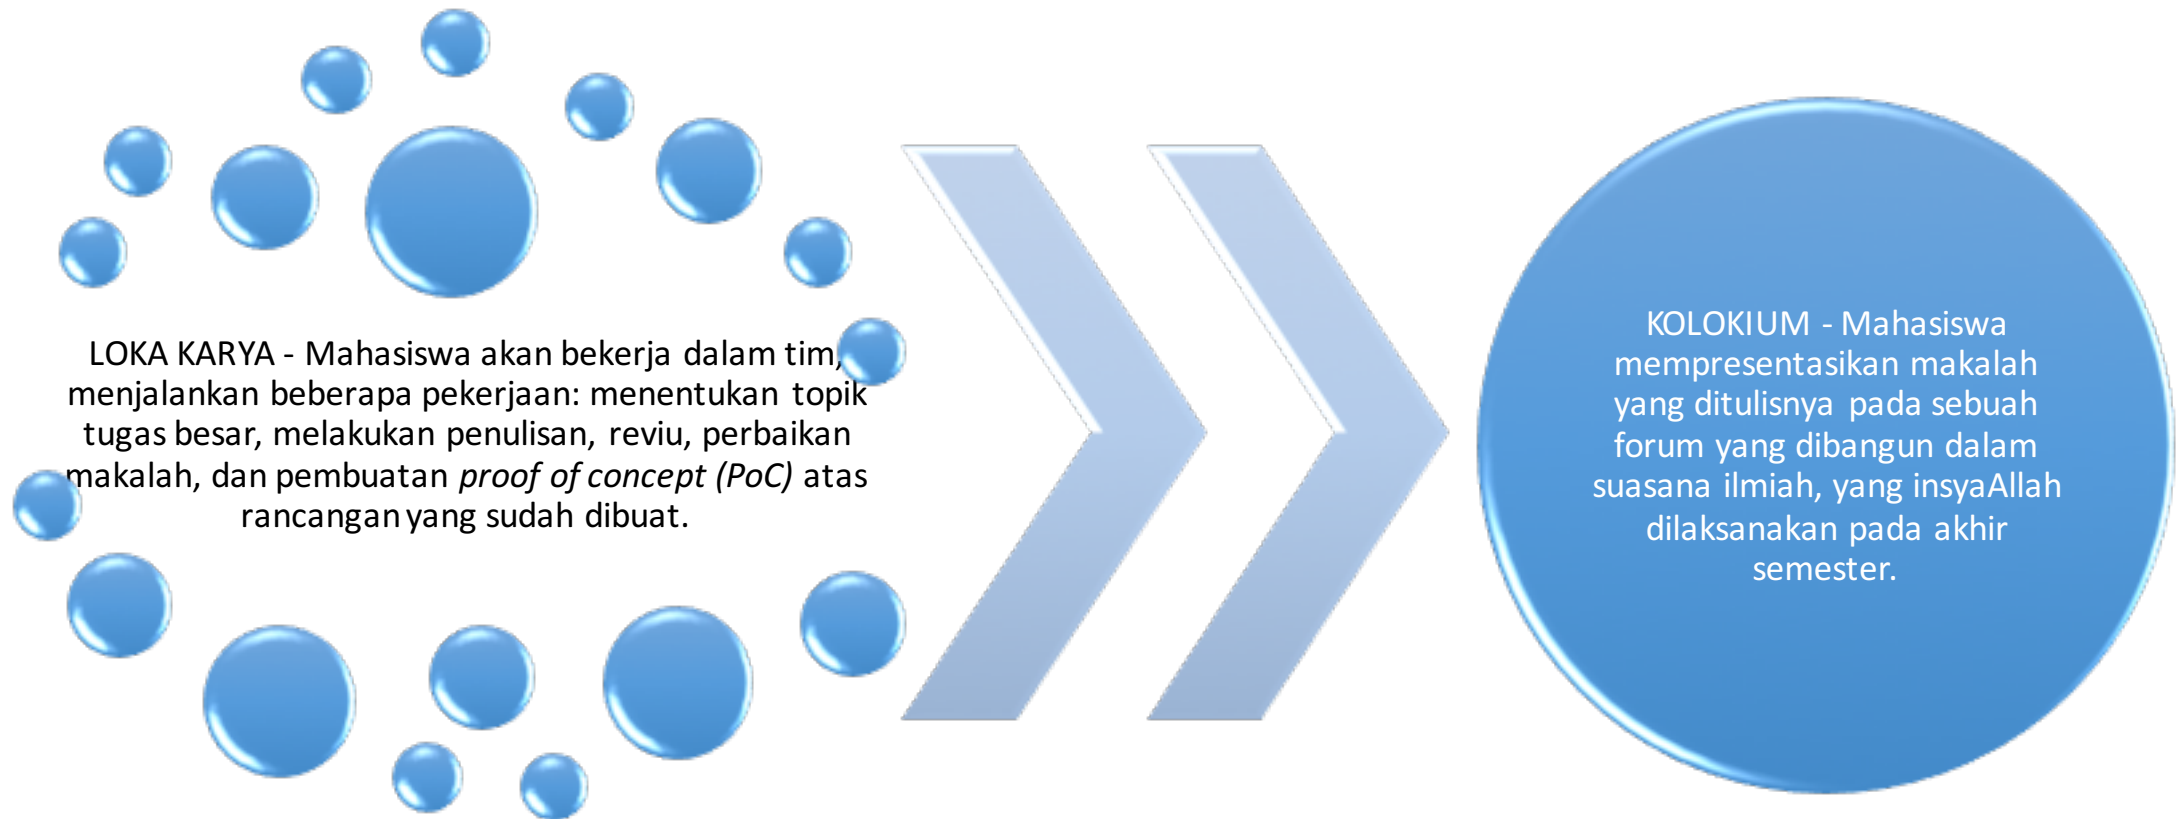 LOKA KARYA - Mahasiswa akan bekerja dalam tim,
menjalankan beberapa pekerjaan: menentukan topik
tugas besar, melakukan penulisan, reviu, perbaikan
makalah, dan pembuatan proof of concept (PoC) atas
rancangan yang sudah dibuat.
KOLOKIUM - Mahasiswa
mempresentasikan makalah
yang ditulisnya pada sebuah
forum yang dibangun dalam
suasana ilmiah, yang insyaAllah
dilaksanakan pada akhir
semester.